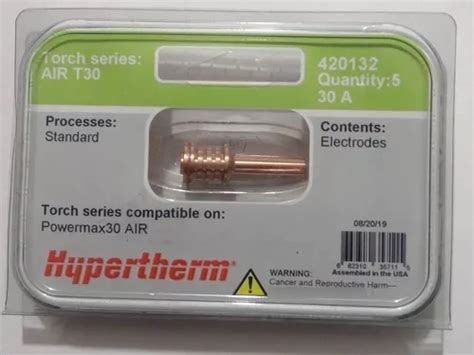 Torch series:
AIR T30
420132
Quantity:5
30 A
Processes:
Standard
Contents:
Electrodes
Torch series compatible on:
Powermax30 AIR
08/20/19
Hypertherm®
WARNING:
Cancer and Reproductive Harm—
Assembled in the USA